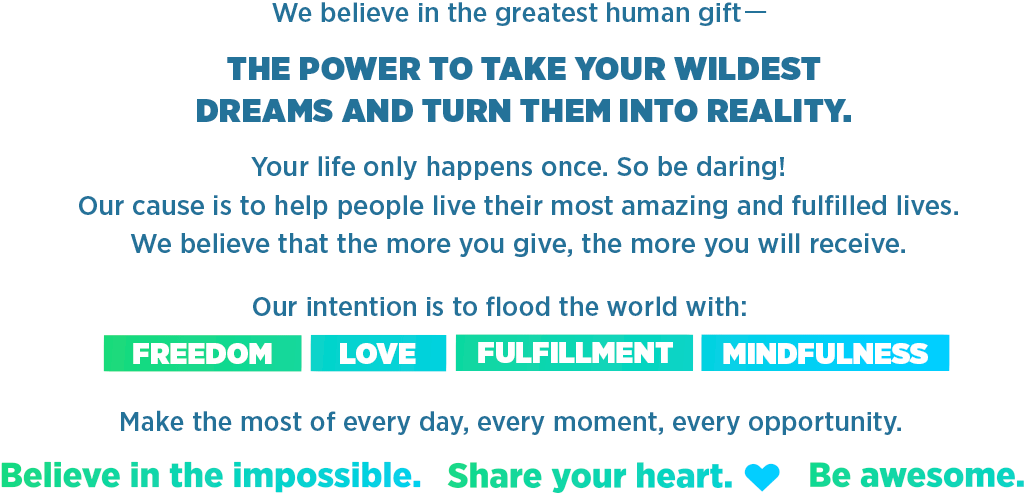 We believe in the greatest human gift—
THE POWER TO TAKE YOUR WILDEST
DREAMS AND TURN THEM INTO REALITY.
Your life only happens once. So be daring!
Our cause is to help people live their most amazing and fulfilled lives.
We believe that the more you give, the more you will receive.
Our intention is to flood the world with:
FREEDOM LOVE FULFILLMENT MINDFULNESS
Make the most of every day, every moment, every opportunity.
Believe in the impossible. Share your heart. Be awesome.